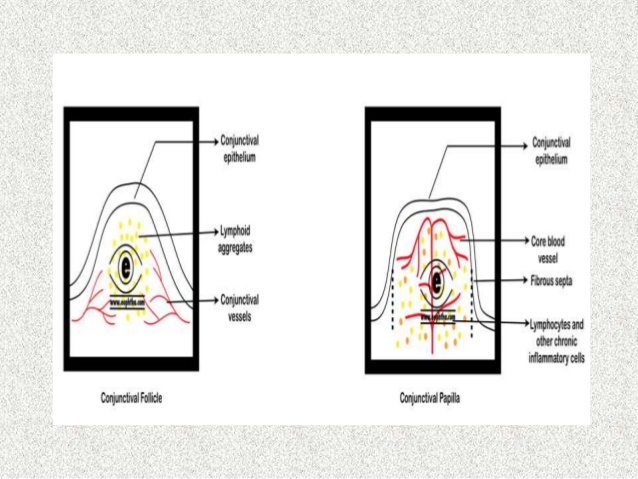 Conjunctival
epithelium
Lymphoid
aggregates
Conjunctival
vessels
e
Conjunctival Follicle
Conjunctival
epithelium
Core blood
vessel
Fibrous septa
Lymphocytes and
other chronic
inflammatory cells
e
Conjunctival Papilla